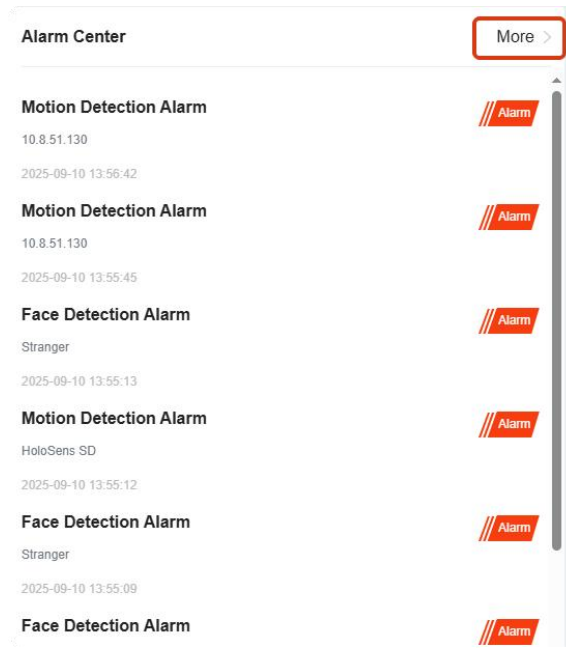 Alarm Center
More >
Motion Detection Alarm
Alarm
10.8.51.130
2025-09-10 13:56:42
Motion Detection Alarm
Alarm
10.8.51.130
2025-09-10 13:55:45
Face Detection Alarm
Alarm
Stranger
2025-09-10 13:55:13
Motion Detection Alarm
Alarm
HoloSens SD
2025-09-10 13:55:12
Face Detection Alarm
Alarm
Stranger
2025-09-10 13:55:09
Face Detection Alarm
Alarm